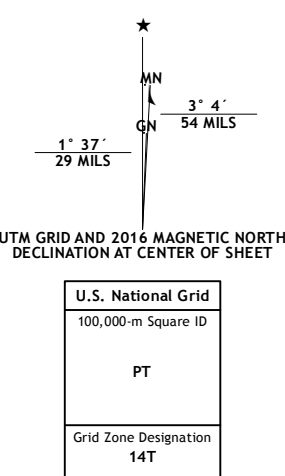 ★
MN
3° 4´
54 MILS
GN
1° 37´
29 MILS
UTM GRID AND 2016 MAGNETIC NORTH
DECLINATION AT CENTER OF SHEET
U.S. National Grid
100,000-m Square ID
PT
Grid Zone Designation
14T